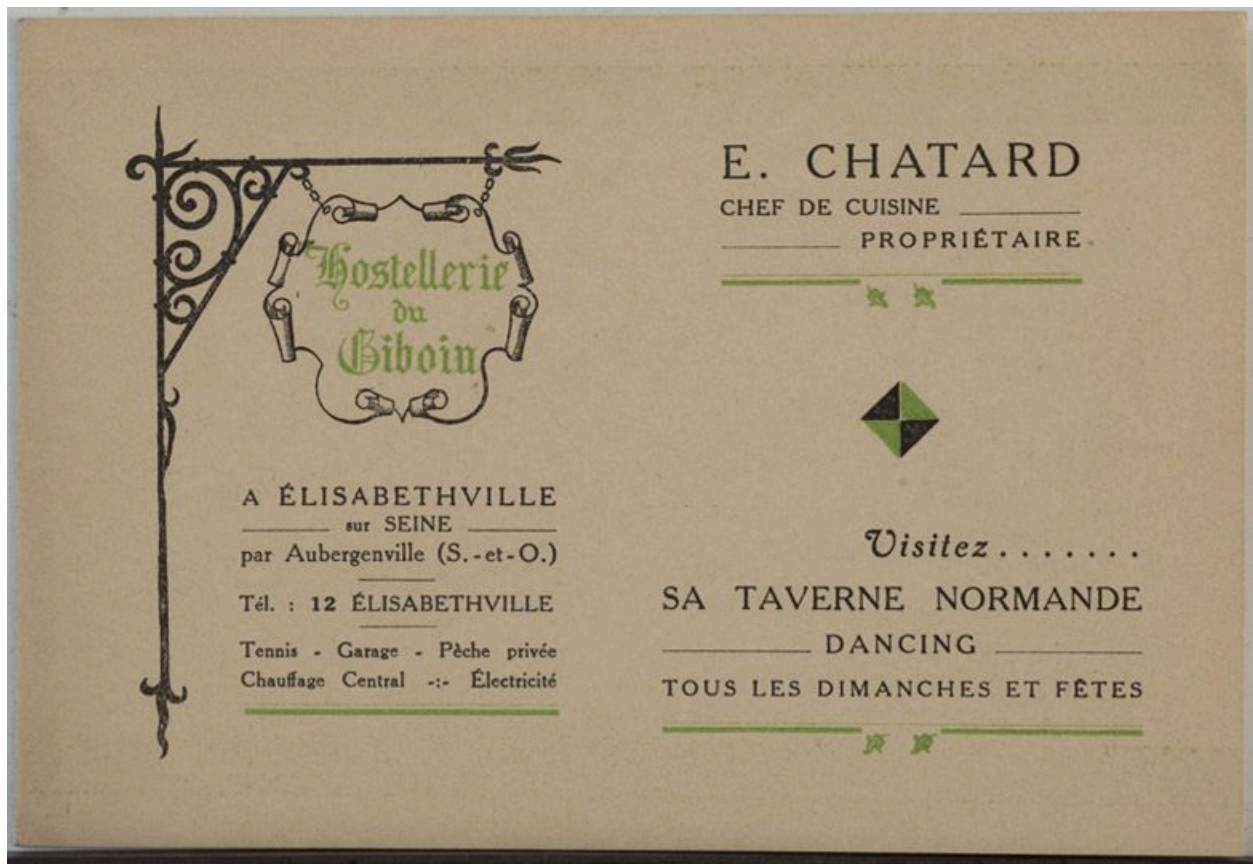 Hostellerie
du
Giboin
A ÉLISABETHVILLE
sur SEINE
par Aubergenville (S.-et-O.)
Tél. : 12 ÉLISABETHVILLE
Tennis - Garage - Pèche privée
Chauffage Central -:- Électricité
E. CHATARD
CHEF DE CUISINE
PROPRIÉTAIRE
Visitez.......
SA TAVERNE NORMANDE
DANCING
TOUS LES DIMANCHES ET FÊTES